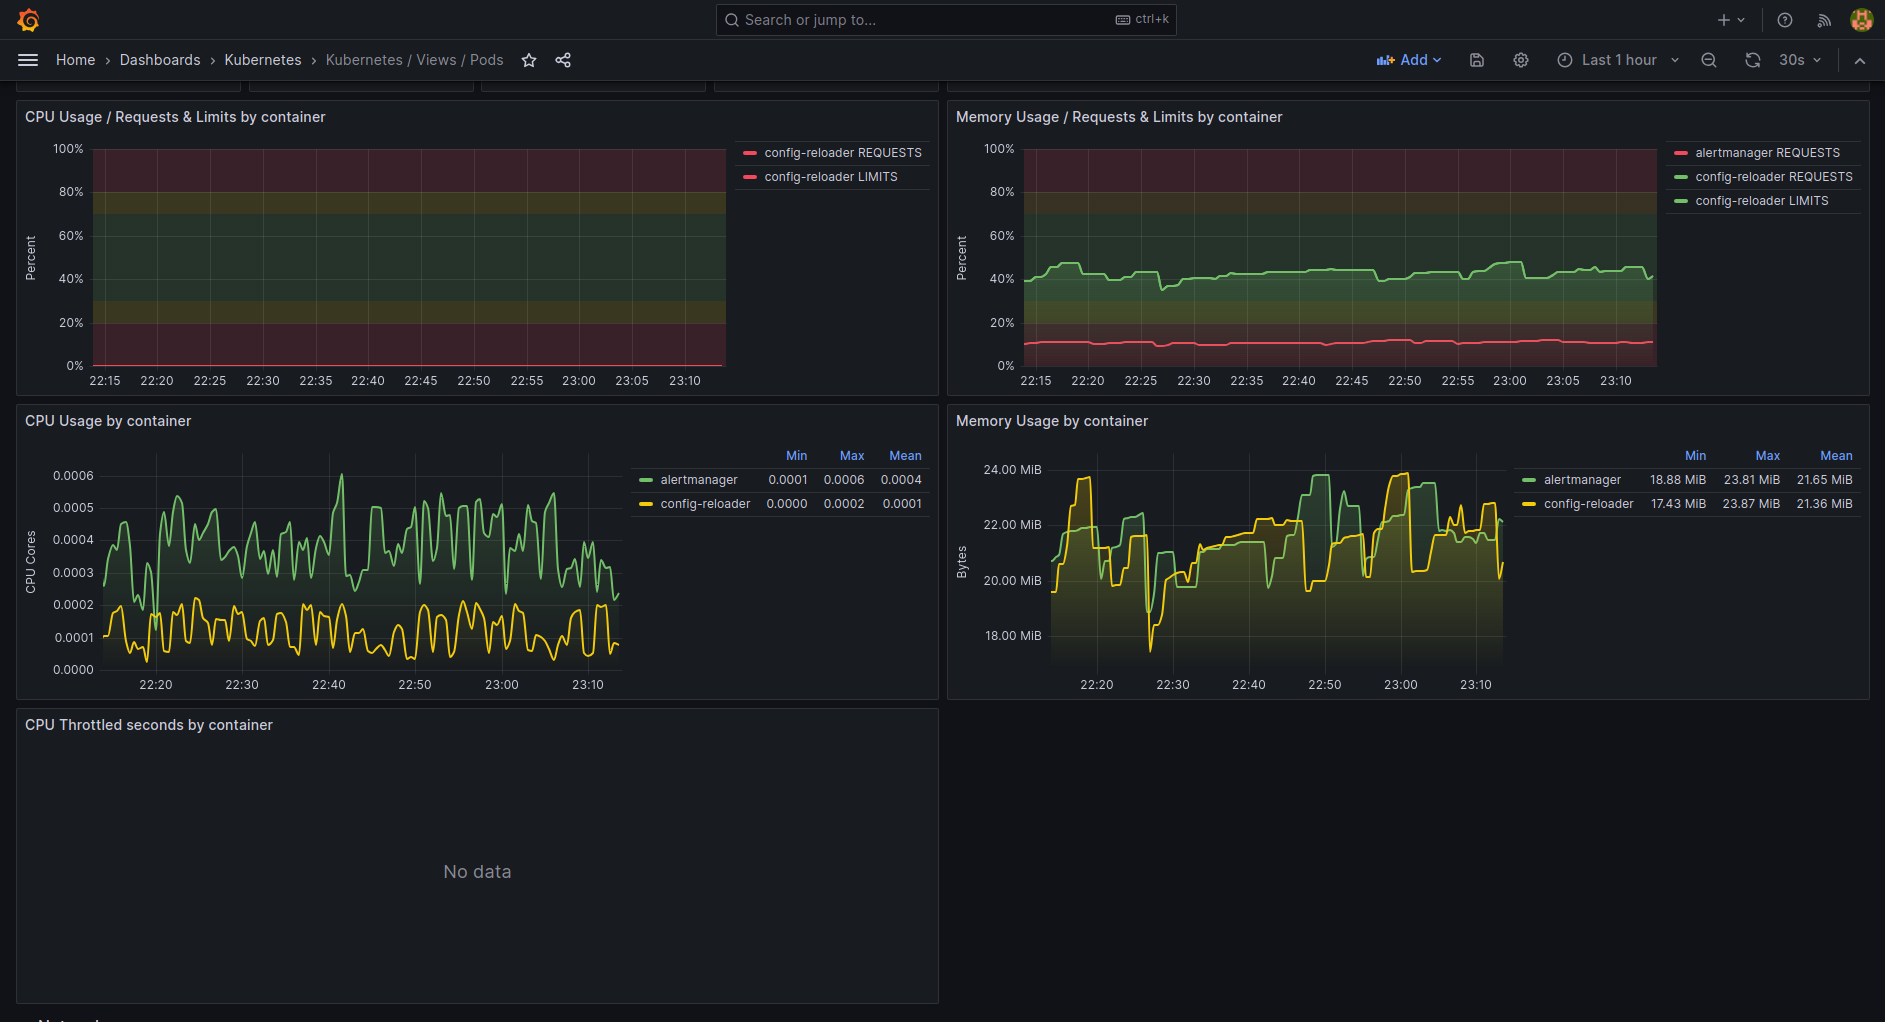 Search or jump to...
ctrl+k
Home › Dashboards › Kubernetes › Kubernetes / Views / Pods
Add
Last 1 hour
30s
CPU Usage / Requests & Limits by container
100%
80%
60%
40%
20%
0%
Percent
22:15 22:20 22:25 22:30 22:35 22:40 22:45 22:50 22:55 23:00 23:05 23:10
config-reloader REQUESTS
config-reloader LIMITS
Memory Usage / Requests & Limits by container
100%
80%
60%
40%
20%
0%
Percent
22:15 22:20 22:25 22:30 22:35 22:40 22:45 22:50 22:55 23:00 23:05 23:10
alertmanager REQUESTS
config-reloader REQUESTS
config-reloader LIMITS
CPU Usage by container
0.0006
0.0005
0.0004
0.0003
0.0002
0.0001
0.0000
CPU Cores
22:20 22:30 22:40 22:50 23:00 23:10
Min Max Mean
alertmanager 0.0001 0.0006 0.0004
config-reloader 0.0000 0.0002 0.0001
Memory Usage by container
24.00 MiB
22.00 MiB
20.00 MiB
18.00 MiB
Bytes
22:20 22:30 22:40 22:50 23:00 23:10
Min Max Mean
alertmanager 18.88 MiB 23.81 MiB 21.65 MiB
config-reloader 17.43 MiB 23.87 MiB 21.36 MiB
CPU Throttled seconds by container
No data